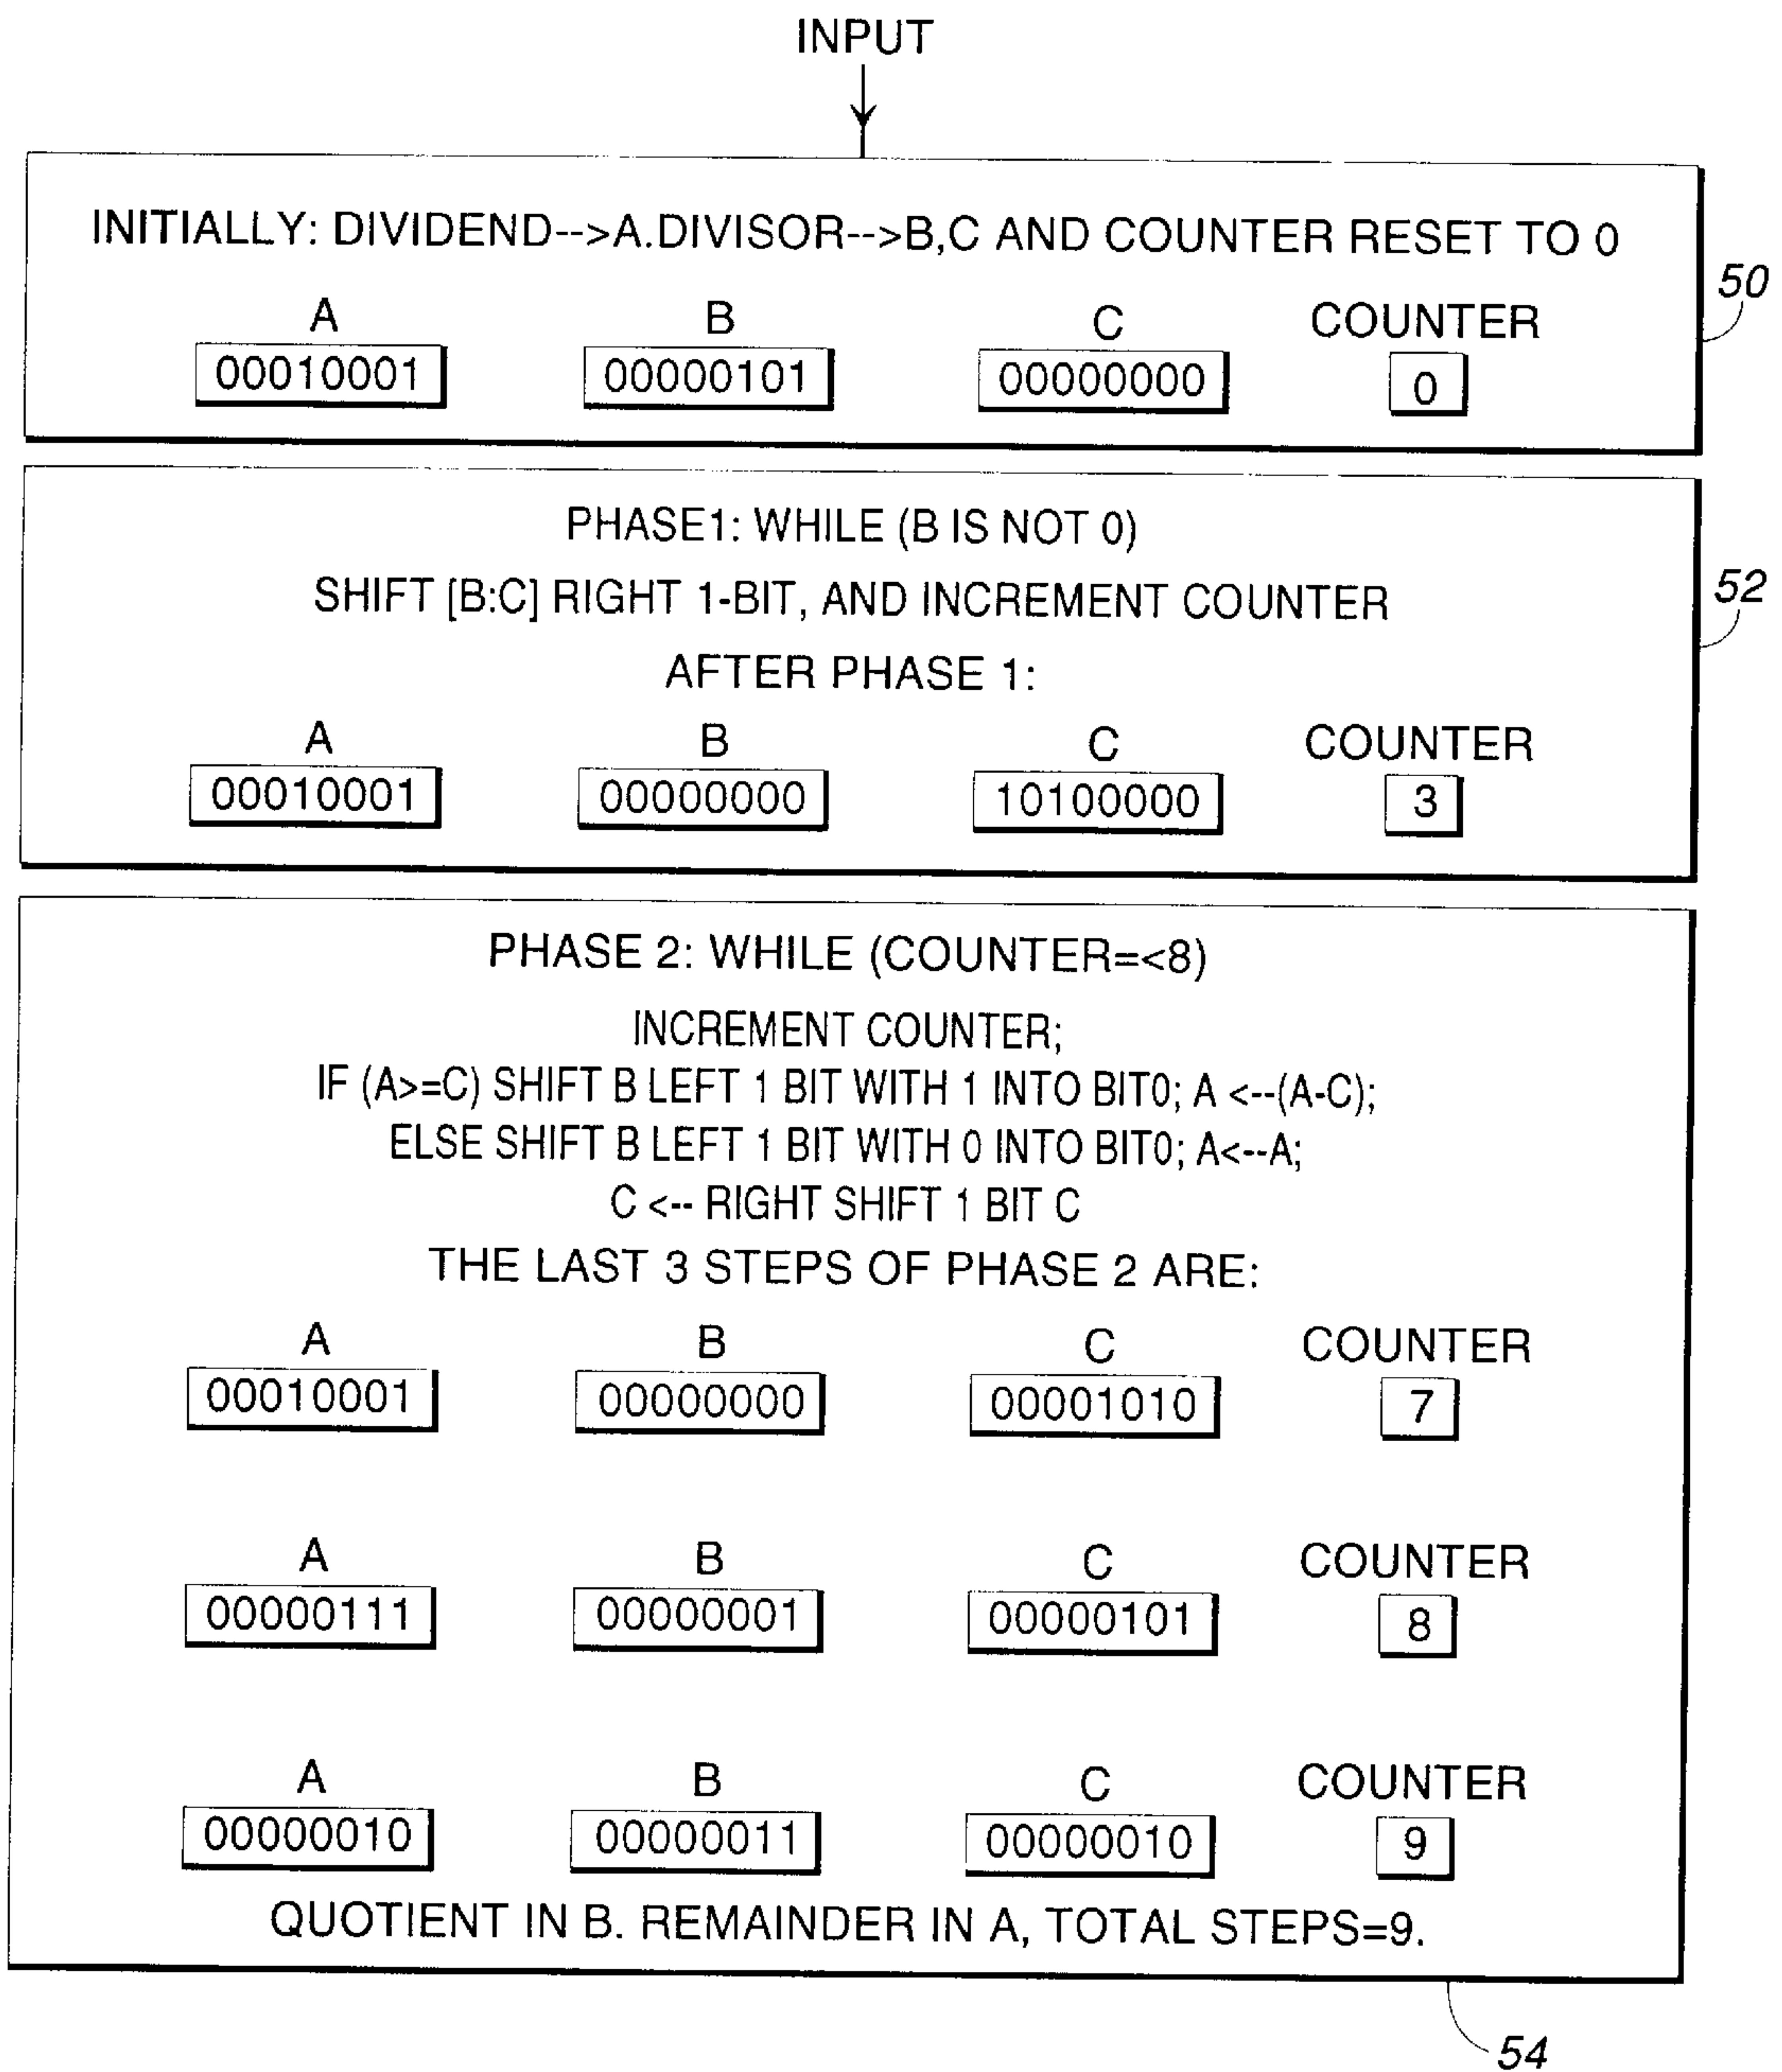 INPUT
INITIALLY: DIVIDEND-->A.DIVISOR-->B,C AND COUNTER RESET TO 0
50
A B C COUNTER
00010001 00000101 00000000 0
PHASE1: WHILE (B IS NOT 0)
SHIFT [B:C] RIGHT 1-BIT, AND INCREMENT COUNTER
52
AFTER PHASE 1:
A B C COUNTER
00010001 00000000 10100000 3
PHASE 2: WHILE (COUNTER=<8)
INCREMENT COUNTER;
IF (A>=C) SHIFT B LEFT 1 BIT WITH 1 INTO BIT0; A <--(A-C);
ELSE SHIFT B LEFT 1 BIT WITH 0 INTO BIT0; A<--A;
C <-- RIGHT SHIFT 1 BIT C
THE LAST 3 STEPS OF PHASE 2 ARE:
A B C COUNTER
00010001 00000000 00001010 7
A B C COUNTER
00000111 00000001 00000101 8
A B C COUNTER
00000010 00000011 00000010 9
QUOTIENT IN B. REMAINDER IN A, TOTAL STEPS=9.
54